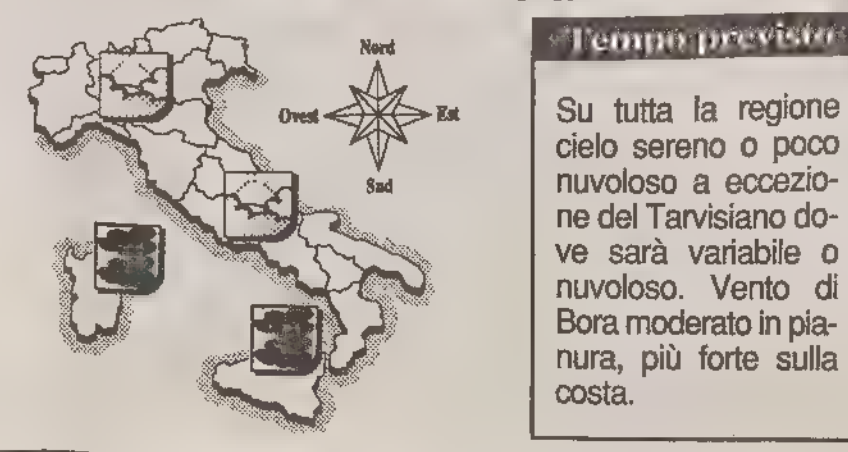 Nord
Ovest
Est
Sud
Tempo previsto
Su tutta la regione
cielo sereno o poco
nuvoloso a eccezio-
ne del Tarvisiano do-
ve sarà variabile o
nuvoloso. Vento di
Bora moderato in pia-
nura, più forte sulla
costa.